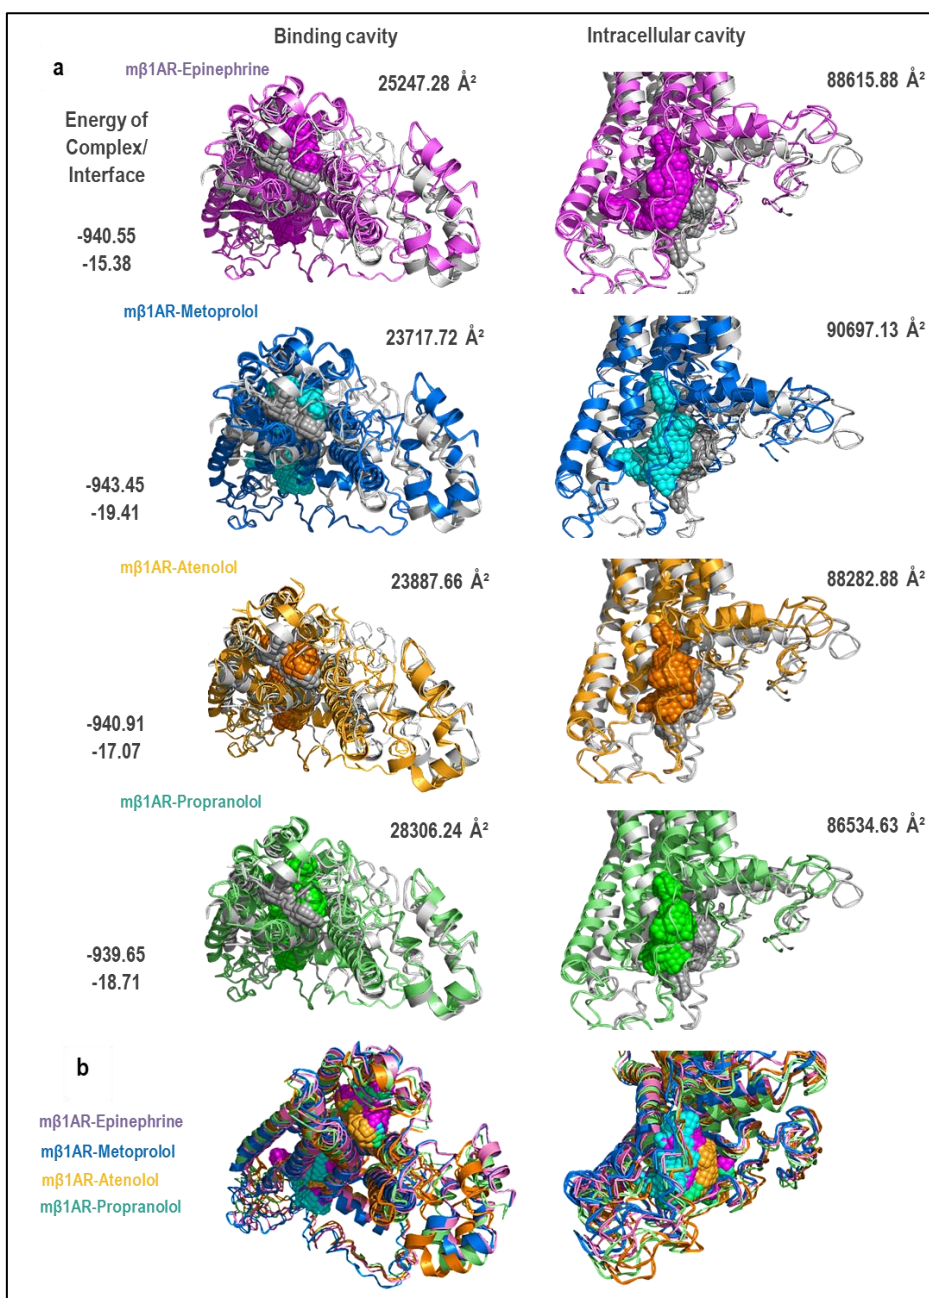 Binding cavity
Intracellular cavity
a
mβ1AR-Epinephrine
25247.28 Å²
88615.88 Å²
Energy of
Complex/
Interface
-940.55
-15.38
mβ1AR-Metoprolol
23717.72 Å²
90697.13 Å²
-943.45
-19.41
mβ1AR-Atenolol
23887.66 Å²
88282.88 Å²
-940.91
-17.07
mβ1AR-Propranolol
28306.24 Å²
86534.63 Å²
-939.65
-18.71
b
mβ1AR-Epinephrine
mβ1AR-Metoprolol
mβ1AR-Atenolol
mβ1AR-Propranolol